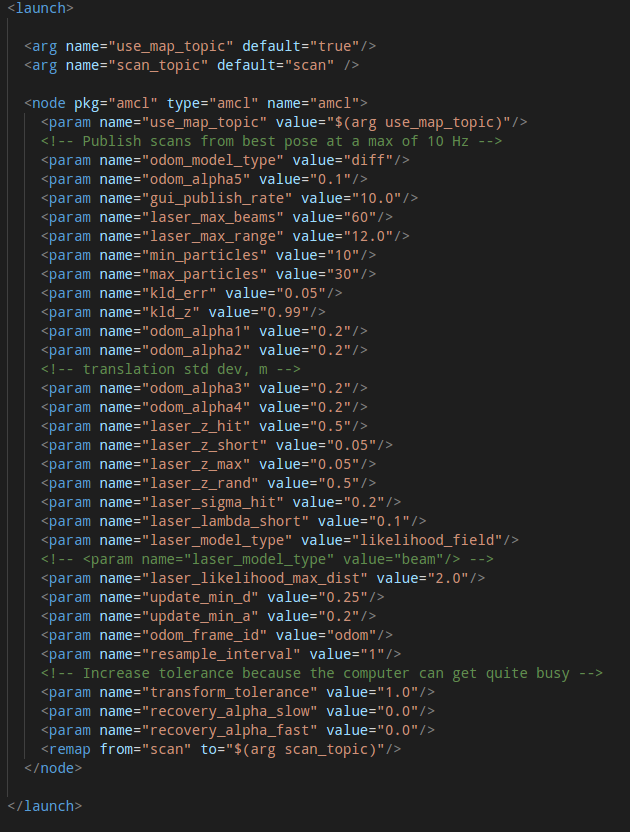 <launch>
<arg name="use_map_topic" default="true"/>
<arg name="scan_topic" default="scan" />
<node pkg="amcl" type="amcl" name="amcl">
<param name="use_map_topic" value="$(arg use_map_topic)"/>
<!-- Publish scans from best pose at a max of 10 Hz -->
<param name="odom_model_type" value="diff"/>
<param name="odom_alpha5" value="0.1"/>
<param name="gui_publish_rate" value="10.0"/>
<param name="laser_max_beams" value="60"/>
<param name="laser_max_range" value="12.0"/>
<param name="min_particles" value="10"/>
<param name="max_particles" value="30"/>
<param name="kld_err" value="0.05"/>
<param name="kld_z" value="0.99"/>
<param name="odom_alpha1" value="0.2"/>
<param name="odom_alpha2" value="0.2"/>
<!-- translation std dev, m -->
<param name="odom_alpha3" value="0.2"/>
<param name="odom_alpha4" value="0.2"/>
<param name="laser_z_hit" value="0.5"/>
<param name="laser_z_short" value="0.05"/>
<param name="laser_z_max" value="0.05"/>
<param name="laser_z_rand" value="0.5"/>
<param name="laser_sigma_hit" value="0.2"/>
<param name="laser_lambda_short" value="0.1"/>
<param name="laser_model_type" value="likelihood_field"/>
<!-- <param name="laser_model_type" value="beam"/> -->
<param name="laser_likelihood_max_dist" value="2.0"/>
<param name="update_min_d" value="0.25"/>
<param name="update_min_a" value="0.2"/>
<param name="odom_frame_id" value="odom"/>
<param name="resample_interval" value="1"/>
<!-- Increase tolerance because the computer can get quite busy -->
<param name="transform_tolerance" value="1.0"/>
<param name="recovery_alpha_slow" value="0.0"/>
<param name="recovery_alpha_fast" value="0.0"/>
<remap from="scan" to="$(arg scan_topic)"/>
</node>
</launch>